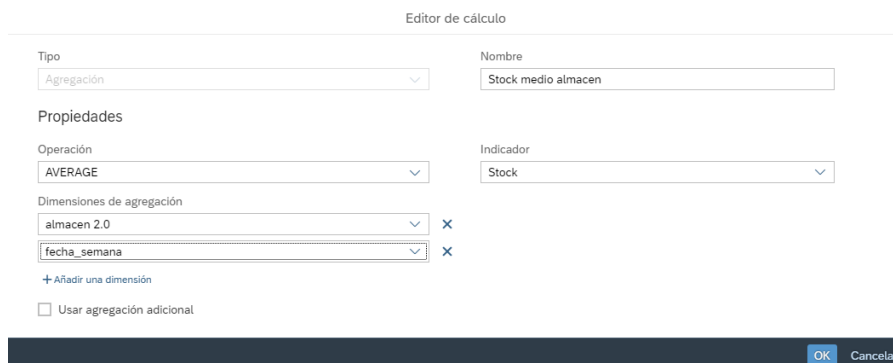 Editor de cálculo
Tipo
Nombre
Agregación
Stock medio almacen
Propiedades
Operación
Indicador
AVERAGE
Stock
Dimensiones de agregación
almacen 2.0
fecha_semana
+ Añadir una dimensión
Usar agregación adicional
OK Cancela